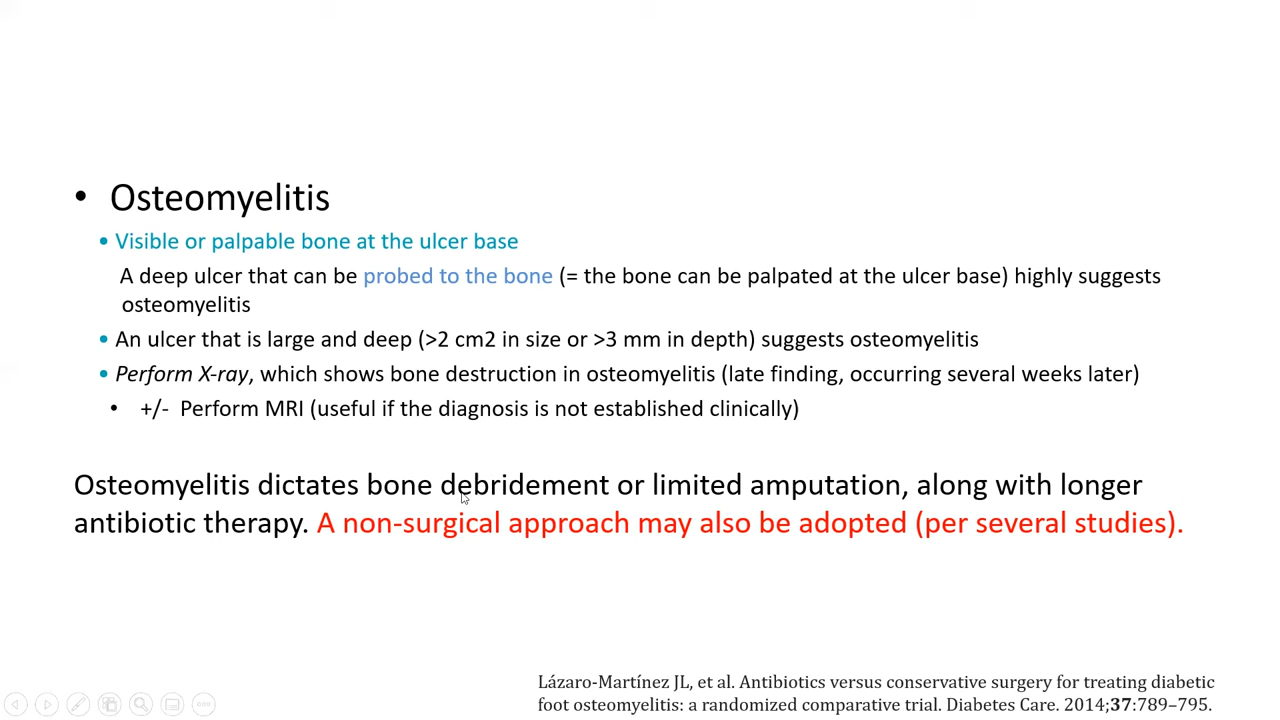 • Osteomyelitis
• Visible or palpable bone at the ulcer base
A deep ulcer that can be probed to the bone (= the bone can be palpated at the ulcer base) highly suggests
osteomyelitis
• An ulcer that is large and deep (>2 cm2 in size or >3 mm in depth) suggests osteomyelitis
• Perform X-ray, which shows bone destruction in osteomyelitis (late finding, occurring several weeks later)
• +/- Perform MRI (useful if the diagnosis is not established clinically)
Osteomyelitis dictates bone debridement or limited amputation, along with longer
antibiotic therapy. A non-surgical approach may also be adopted (per several studies).
Lázaro-Martínez JL, et al. Antibiotics versus conservative surgery for treating diabetic
foot osteomyelitis: a randomized comparative trial. Diabetes Care. 2014;37:789–795.